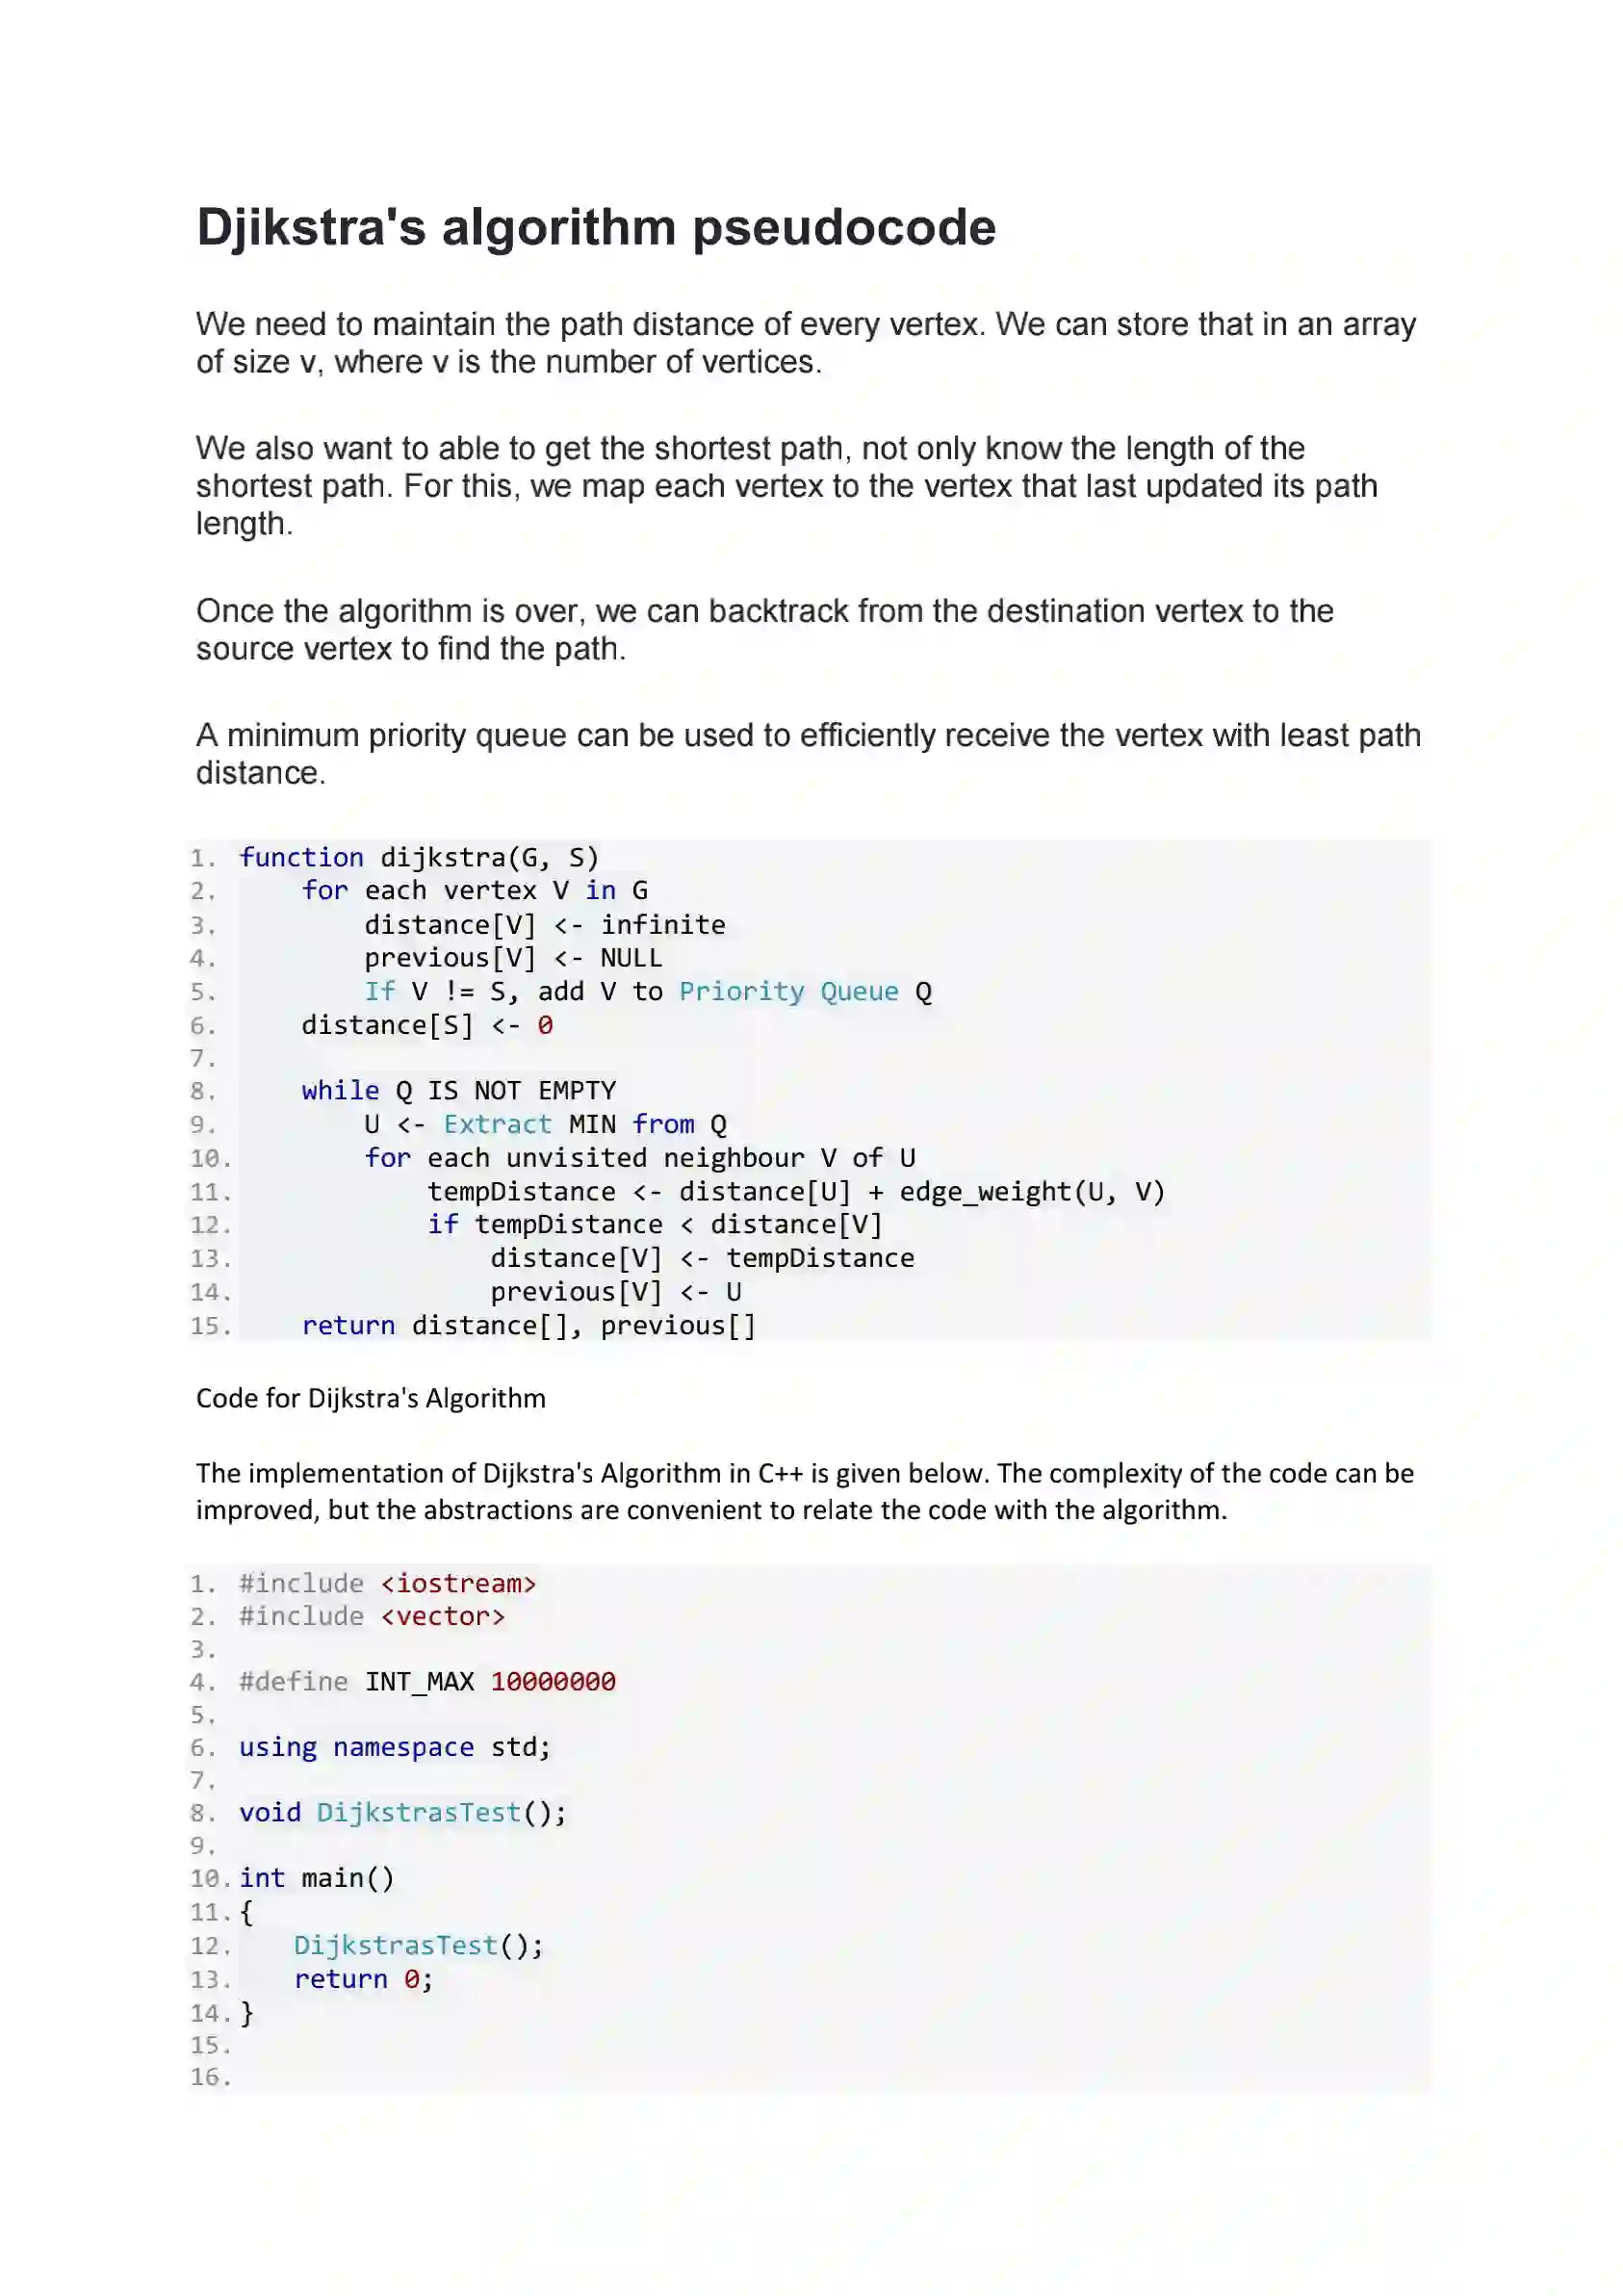 Djikstra's algorithm pseudocode
We need to maintain the path distance of every vertex. We can store that in an array
of size v, where v is the number of vertices.
We also want to able to get the shortest path, not only know the length of the
shortest path. For this, we map each vertex to the vertex that last updated its path
length.
Once the algorithm is over, we can backtrack from the destination vertex to the
source vertex to find the path.
A minimum priority queue can be used to efficiently receive the vertex with least path
distance.
1. function dijkstra(G, S)
2.     for each vertex V in G
3.         distance[V] <- infinite
4.         previous[V] <- NULL
5.         If V != S, add V to Priority Queue Q
6.     distance[S] <- 0
7.
8.     while Q IS NOT EMPTY
9.         U <- Extract MIN from Q
10.         for each unvisited neighbour V of U
11.             tempDistance <- distance[U] + edge_weight(U, V)
12.             if tempDistance < distance[V]
13.                 distance[V] <- tempDistance
14.                 previous[V] <- U
15.     return distance[], previous[]
Code for Dijkstra's Algorithm
The implementation of Dijkstra's Algorithm in C++ is given below. The complexity of the code can be
improved, but the abstractions are convenient to relate the code with the algorithm.
1. #include <iostream>
2. #include <vector>
3.
4. #define INT_MAX 10000000
5.
6. using namespace std;
7.
8. void DijkstrasTest();
9.
10. int main()
11. {
12.     DijkstrasTest();
13.     return 0;
14. }
15.
16.